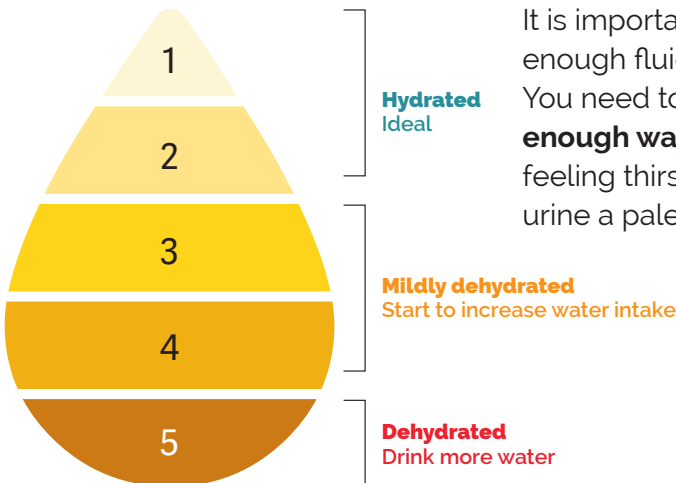 1
2
Hydrated
Ideal
3
4
Mildly dehydrated
Start to increase water intake
5
Dehydrated
Drink more water
It is importa
enough flui
You need to
enough wa
feeling thirs
urine a pale